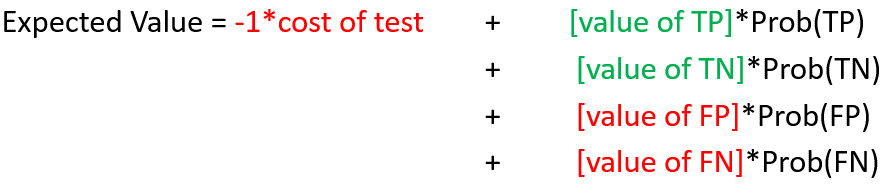 Expected Value = -1*cost of test + [value of TP]*Prob(TP)
+ [value of TN]*Prob(TN)
+ [value of FP]*Prob(FP)
+ [value of FN]*Prob(FN)